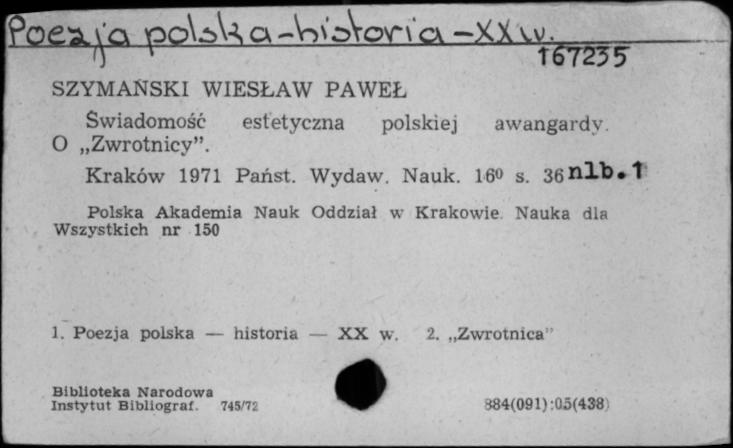 Poezja polska-historia-XX w.
167235
SZYMAŃSKI WIESŁAW PAWEŁ
Świadomość estetyczna polskiej awangardy.
O „Zwrotnicy”.
Kraków 1971 Państ. Wydaw. Nauk. 16⁰ s. 36 nlb. 1
Polska Akademia Nauk Oddział w Krakowie. Nauka dla
Wszystkich nr 150
1. Poezja polska — historia — XX w. 2. „Zwrotnica”
Biblioteka Narodowa
Instytut Bibliograf. 745/72 884(091):05(438)